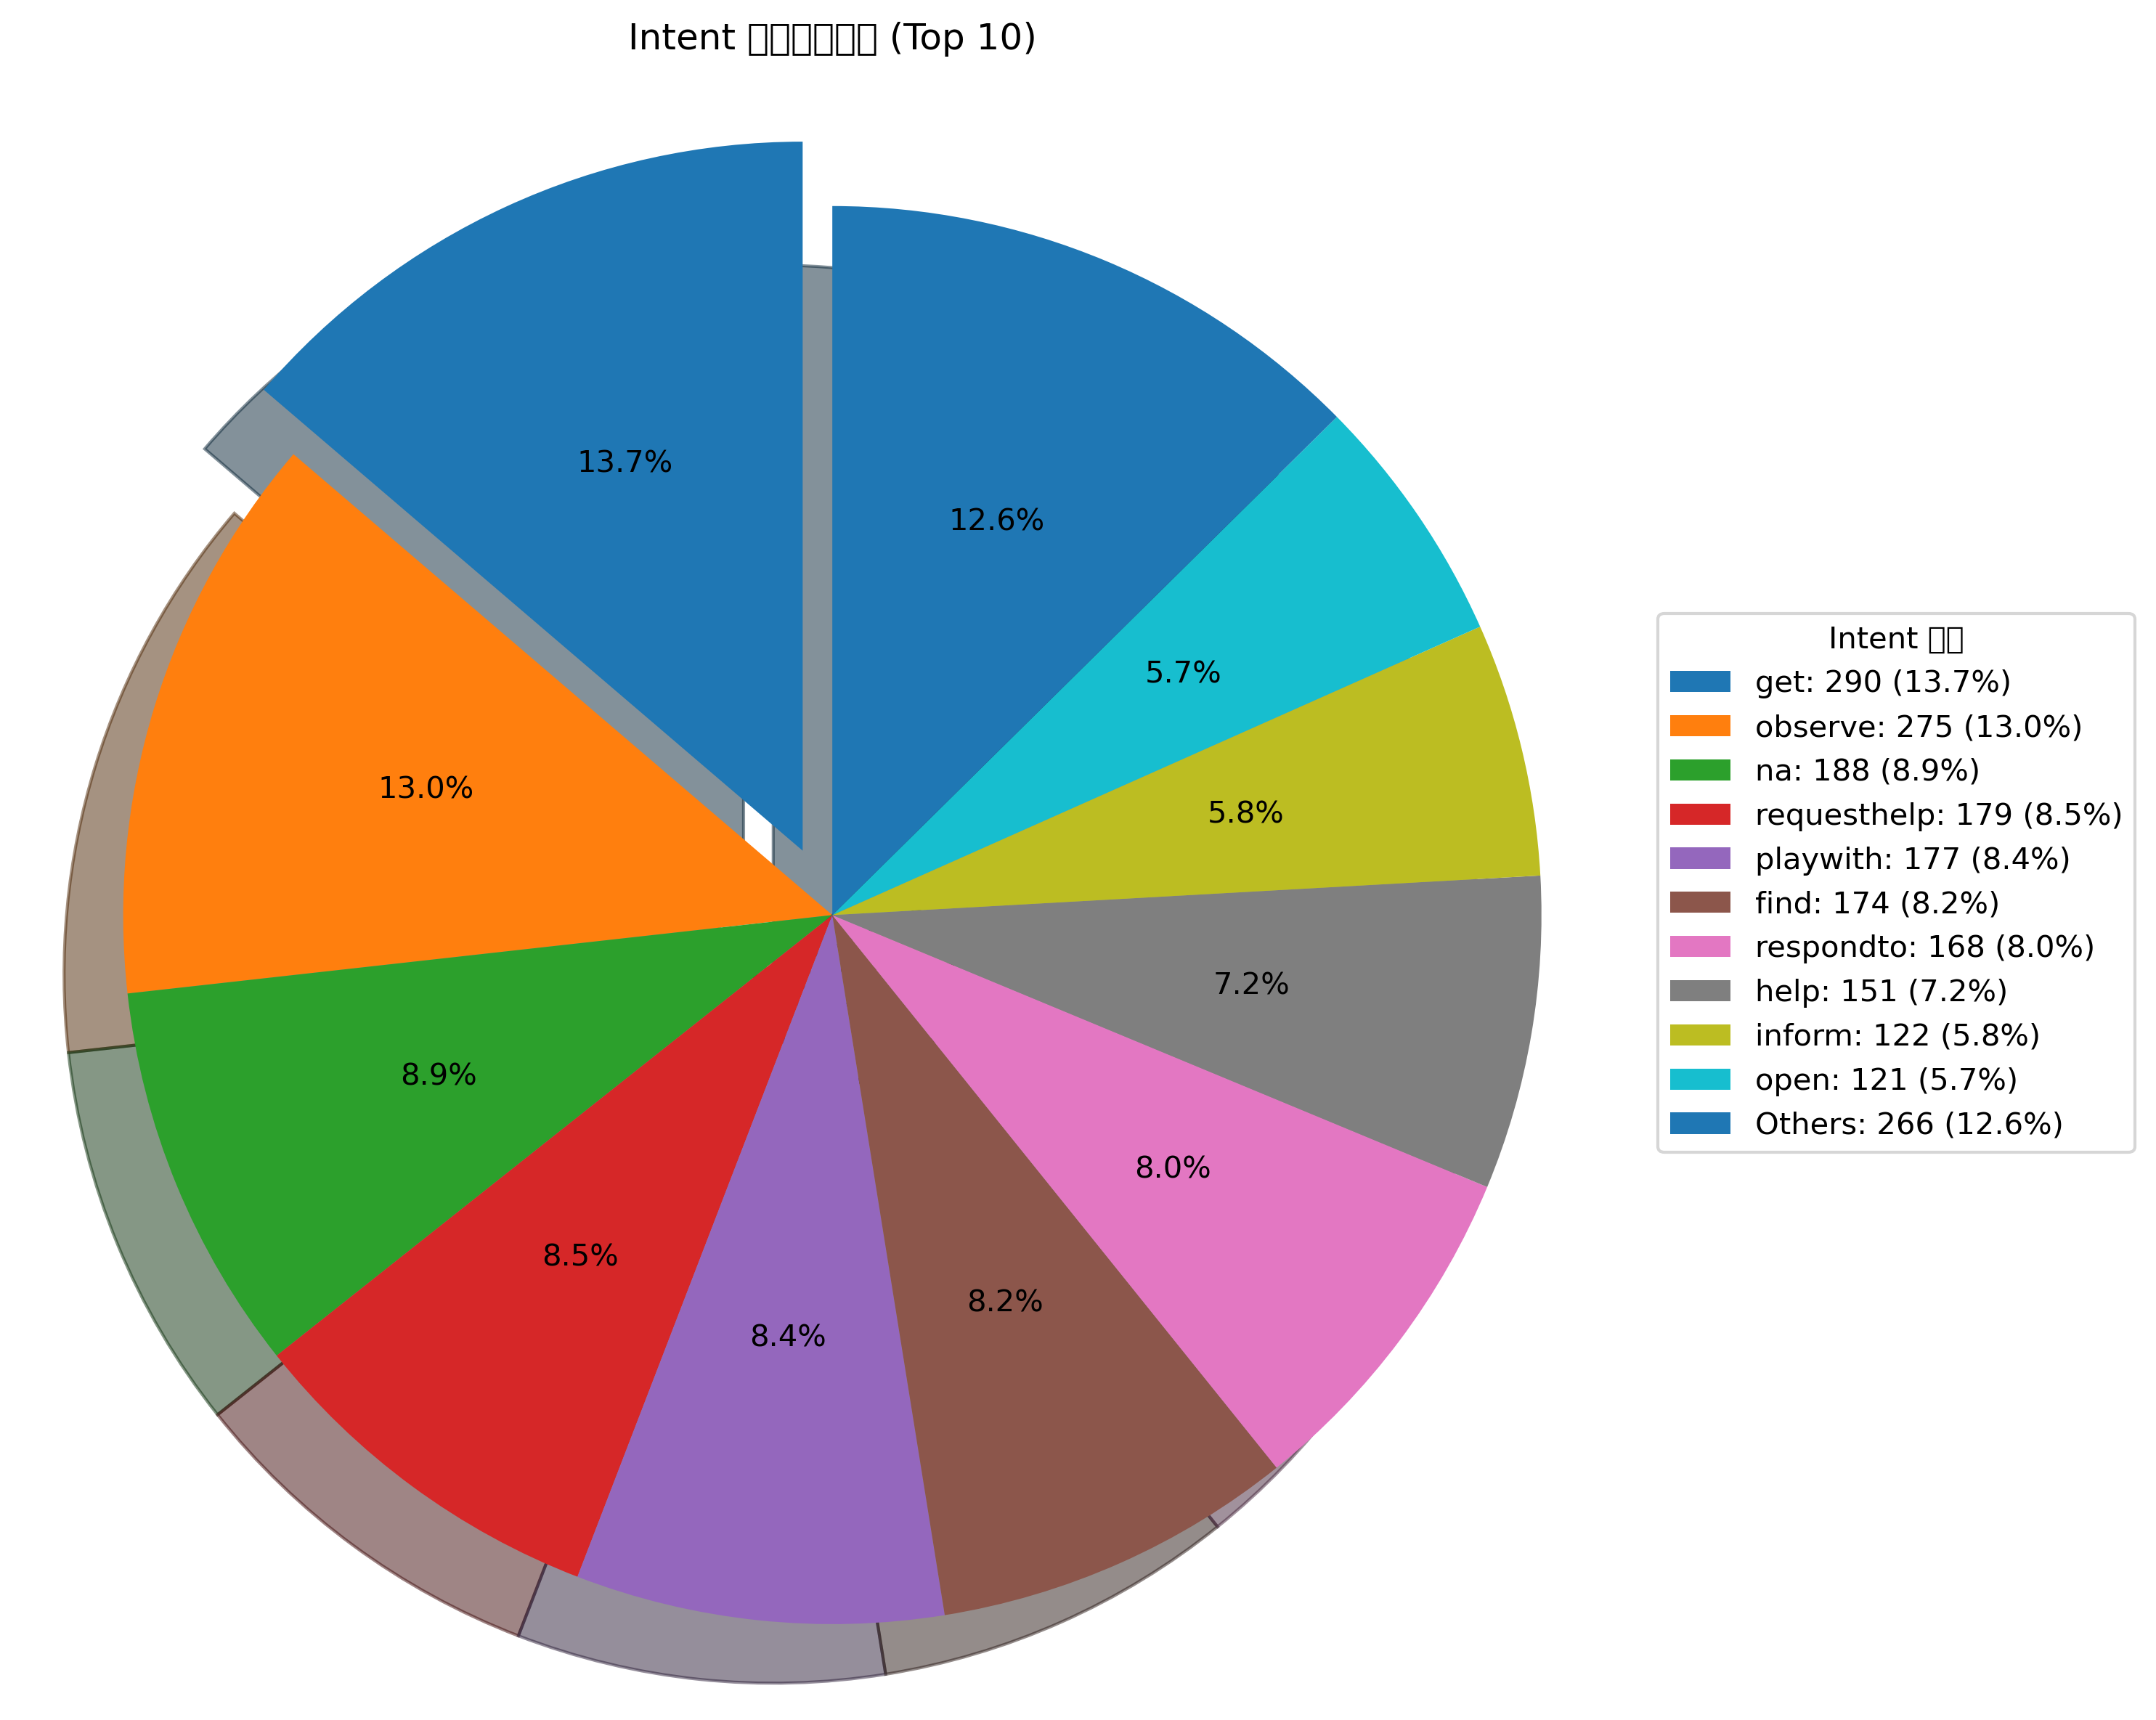 Intent (Top 10)
13.7%
12.6%
5.7%
13.0%
5.8%
7.2%
8.9%
8.0%
8.5%
8.2%
8.4%
Intent
get: 290 (13.7%)
observe: 275 (13.0%)
na: 188 (8.9%)
requesthelp: 179 (8.5%)
playwith: 177 (8.4%)
find: 174 (8.2%)
respondto: 168 (8.0%)
help: 151 (7.2%)
inform: 122 (5.8%)
open: 121 (5.7%)
Others: 266 (12.6%)